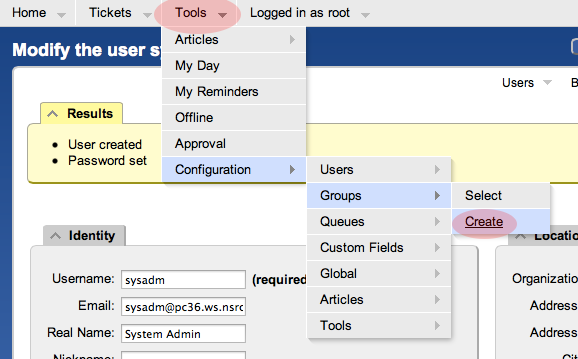 Home Tickets Tools Logged in as root
Modify the user sy
Articles
My Day
My Reminders
Offline
Approval
Configuration
Users
Groups
Queues
Custom Fields
Global
Articles
Tools
Select
Create
Users B
Results
User created
Password set
Identity
Username: sysadm (required
Email: sysadm@pc36.ws.nsrc
Real Name: System Admin
Nickname:
Locatio
Organizatio
Address
Address
Cit